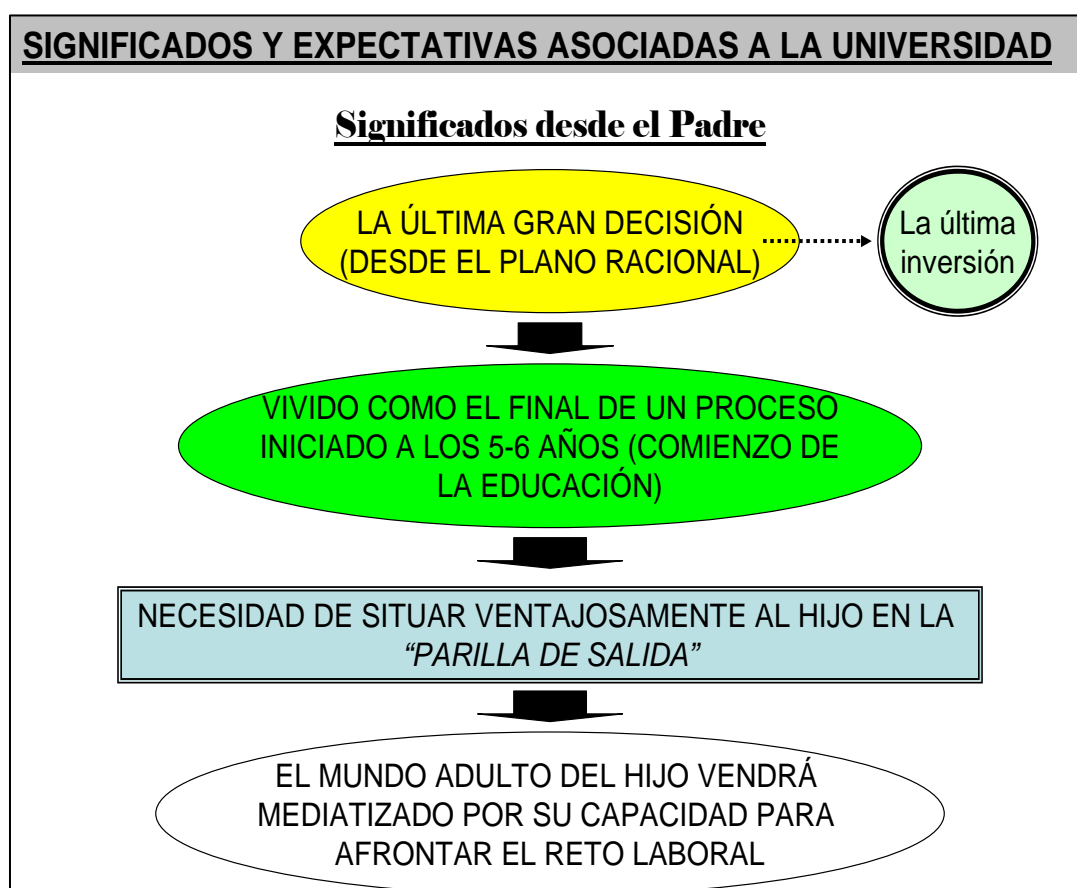 SIGNIFICADOS Y EXPECTATIVAS ASOCIADAS A LA UNIVERSIDAD
Significados desde el Padre
LA ÚLTIMA GRAN DECISIÓN
(DESDE EL PLANO RACIONAL)
La última
inversión
VIVIDO COMO EL FINAL DE UN PROCESO
INICIADO A LOS 5-6 AÑOS (COMIENZO DE
LA EDUCACIÓN)
NECESIDAD DE SITUAR VENTAJOSAMENTE AL HIJO EN LA
“PARILLA DE SALIDA”
EL MUNDO ADULTO DEL HIJO VENDRÁ
MEDIATIZADO POR SU CAPACIDAD PARA
AFRONTAR EL RETO LABORAL